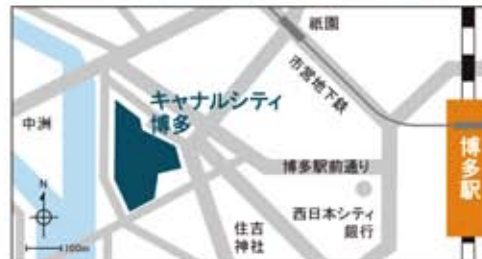 祇園
市営地下鉄
キャナルシティ
博多
中洲
博多駅
博多駅前通り
N
西日本シティ
銀行
住吉
神社
100m